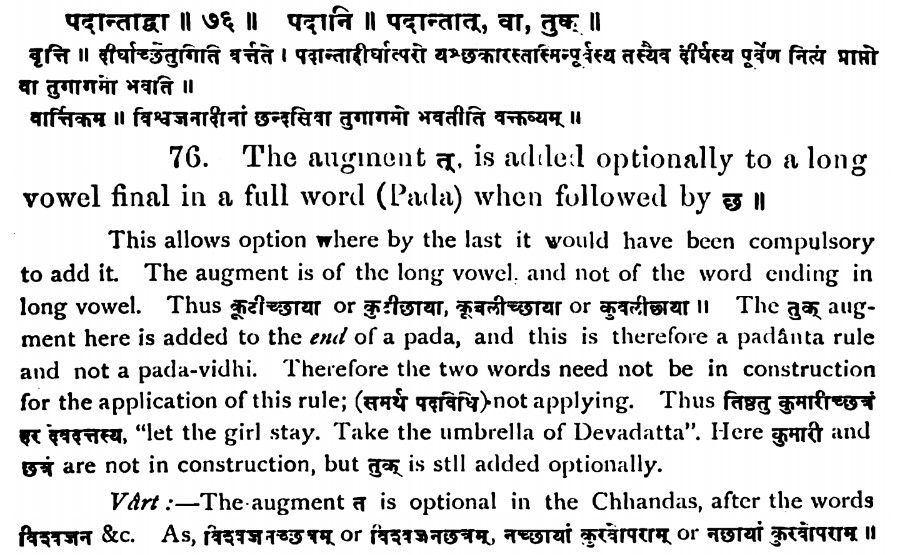 पदान्ताद्वा ॥ ७६ ॥ पदानि ॥ पदान्तात्, वा, तुक् ॥
वृत्ति ॥ दीर्घाच्छेतुगिति वर्त्तते । पदान्ताद्दीर्घात्परो यश्छकारस्तास्मिन्पूर्वस्य तस्यैव दीर्घस्य पूर्वेण नित्यं प्राप्तो
वा तुगागमो भवति ॥
वार्त्तिकम् ॥ विश्वजनादीनां छन्दसिवा तुगागमो भवतीति वक्तव्यम् ॥
76. The augment त् is added optionally to a long
vowel final in a full word (Pada) when followed by छ ॥
This allows option where by the last it would have been compulsory
to add it. The augment is of the long vowel. and not of the word ending in
long vowel. Thus कूटीच्छाया or कुटीछाया, कूवलीच्छाया or कुवलीछाया ॥ The तुक् aug-
ment here is added to the end of a pada, and this is therefore a padânta rule
and not a pada-vidhi. Therefore the two words need not be in construction
for the application of this rule; (समर्थ पदविधि) not applying. Thus तिष्ठतु कुमारीच्छत्रं
हर देवदत्तस्य, "let the girl stay. Take the umbrella of Devadatta". Here कुमारी and
छत्रं are not in construction, but तुक् is stll added optionally.
Vârt :—The augment त is optional in the Chhandas, after the words
विश्वजन &c. As, विश्वजनच्छत्रम् or विश्वजनछत्रम्, नच्छायां कुरवोपराम् or नछायां कुरवोपराम् ॥